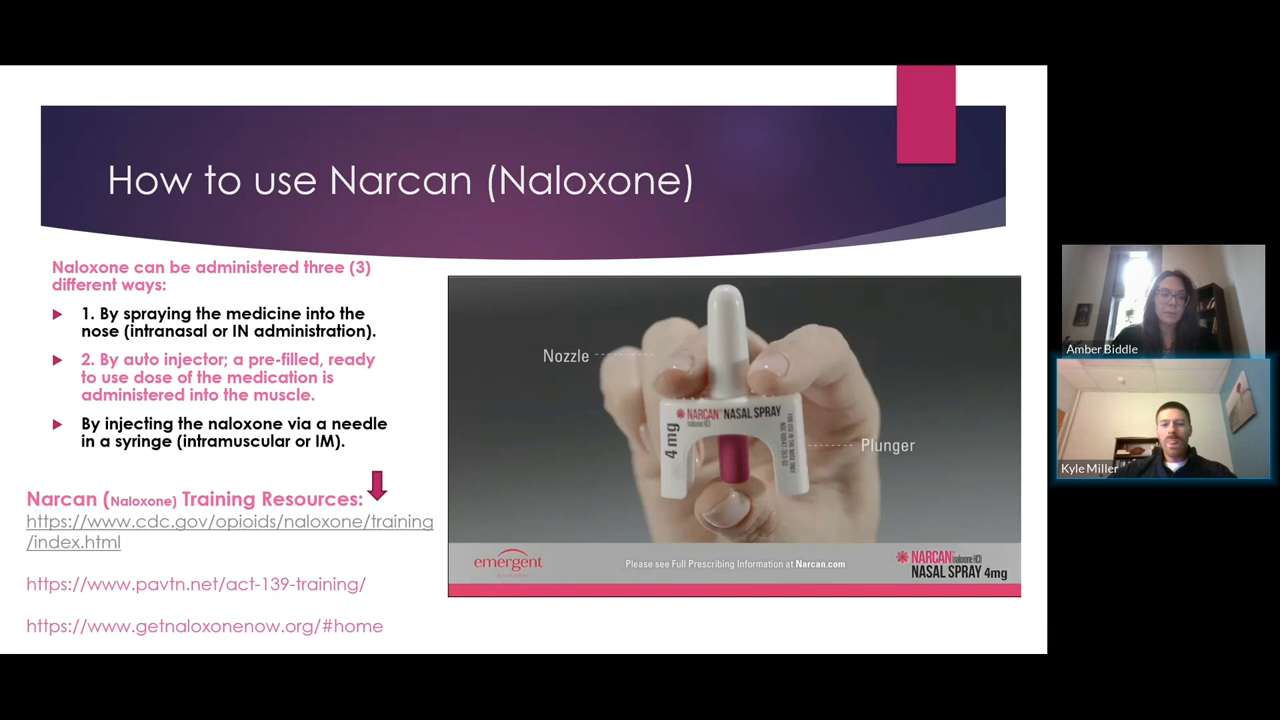 How to use Narcan (Naloxone)
Naloxone can be administered three (3)
different ways:
1. By spraying the medicine into the
nose (intranasal or IN administration).
2. By auto injector; a pre-filled, ready
to use dose of the medication is
administered into the muscle.
By injecting the naloxone via a needle
in a syringe (intramuscular or IM).
Narcan (Naloxone) Training Resources:
https://www.cdc.gov/opioids/naloxone/training
/index.html
https://www.pavtn.net/act-139-training/
https://www.getnaloxonenow.org/#home
Nozzle
NARCAN NASAL SPRAY
4 mg
Plunger
emergent
Please see Full Prescribing Information at Narcan.com
NARCAN (naloxone HCl)
NASAL SPRAY 4mg
Amber Biddle
Kyle Miller